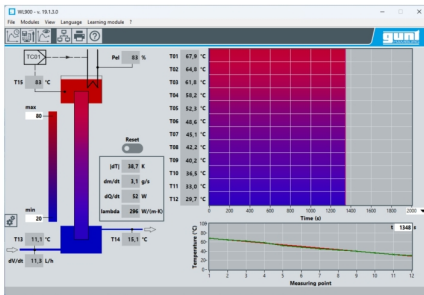 WL900 - v. 19.1.3.0
File Modules View Language Learning module ?
gunt
TC01
Pel 83 %
T15 83 °C
max
80
min
20
Reset
|dT| 38,7 K
dm/dt 3,1 g/s
dQ/dt 52 W
lambda 296 W/(m·K)
T13 11,1 °C
T14 15,1 °C
dV/dt 11,3 L/h
T01 67,9 °C
T02 64,8 °C
T03 61,8 °C
T04 58,2 °C
T05 52,3 °C
T06 48,6 °C
T07 45,1 °C
T08 42,2 °C
T09 40,2 °C
T10 36,5 °C
T11 33,0 °C
T12 29,7 °C
0 200 400 600 800 1000 1200 1400 1600 1800 2000
Time (s)
t 1348 s
Temperature (°C)
100
80
60
40
20
0
1 2 3 4 5 6 7 8 9 10 11 12
Measuring point